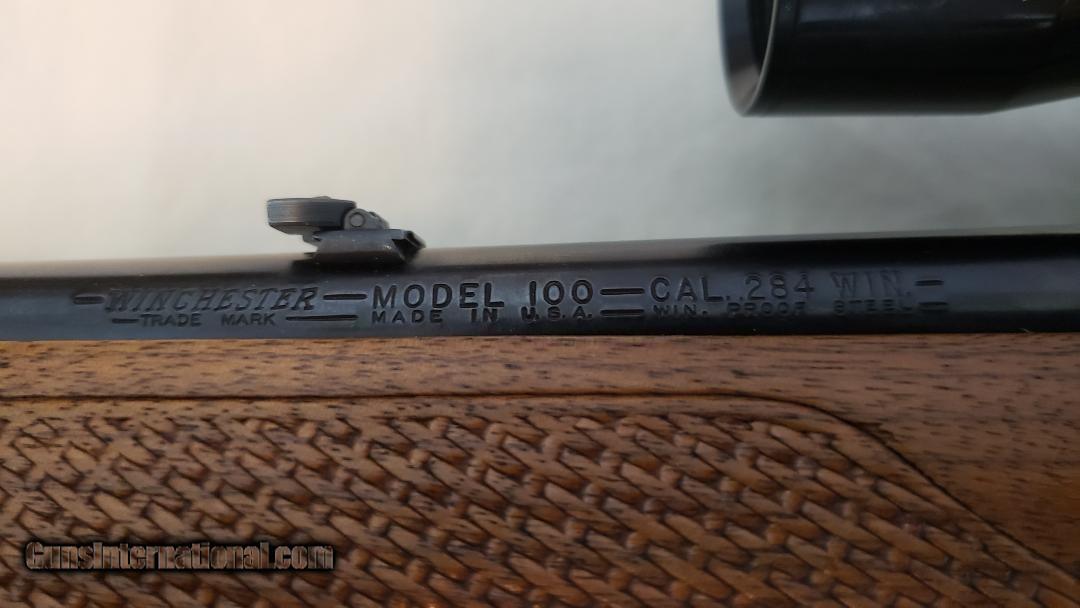 WINCHESTER — MODEL 100 — CAL. 284 WIN.
TRADE MARK — MADE IN U.S.A. — WIN. PROOF STEEL
GunsInternational.com